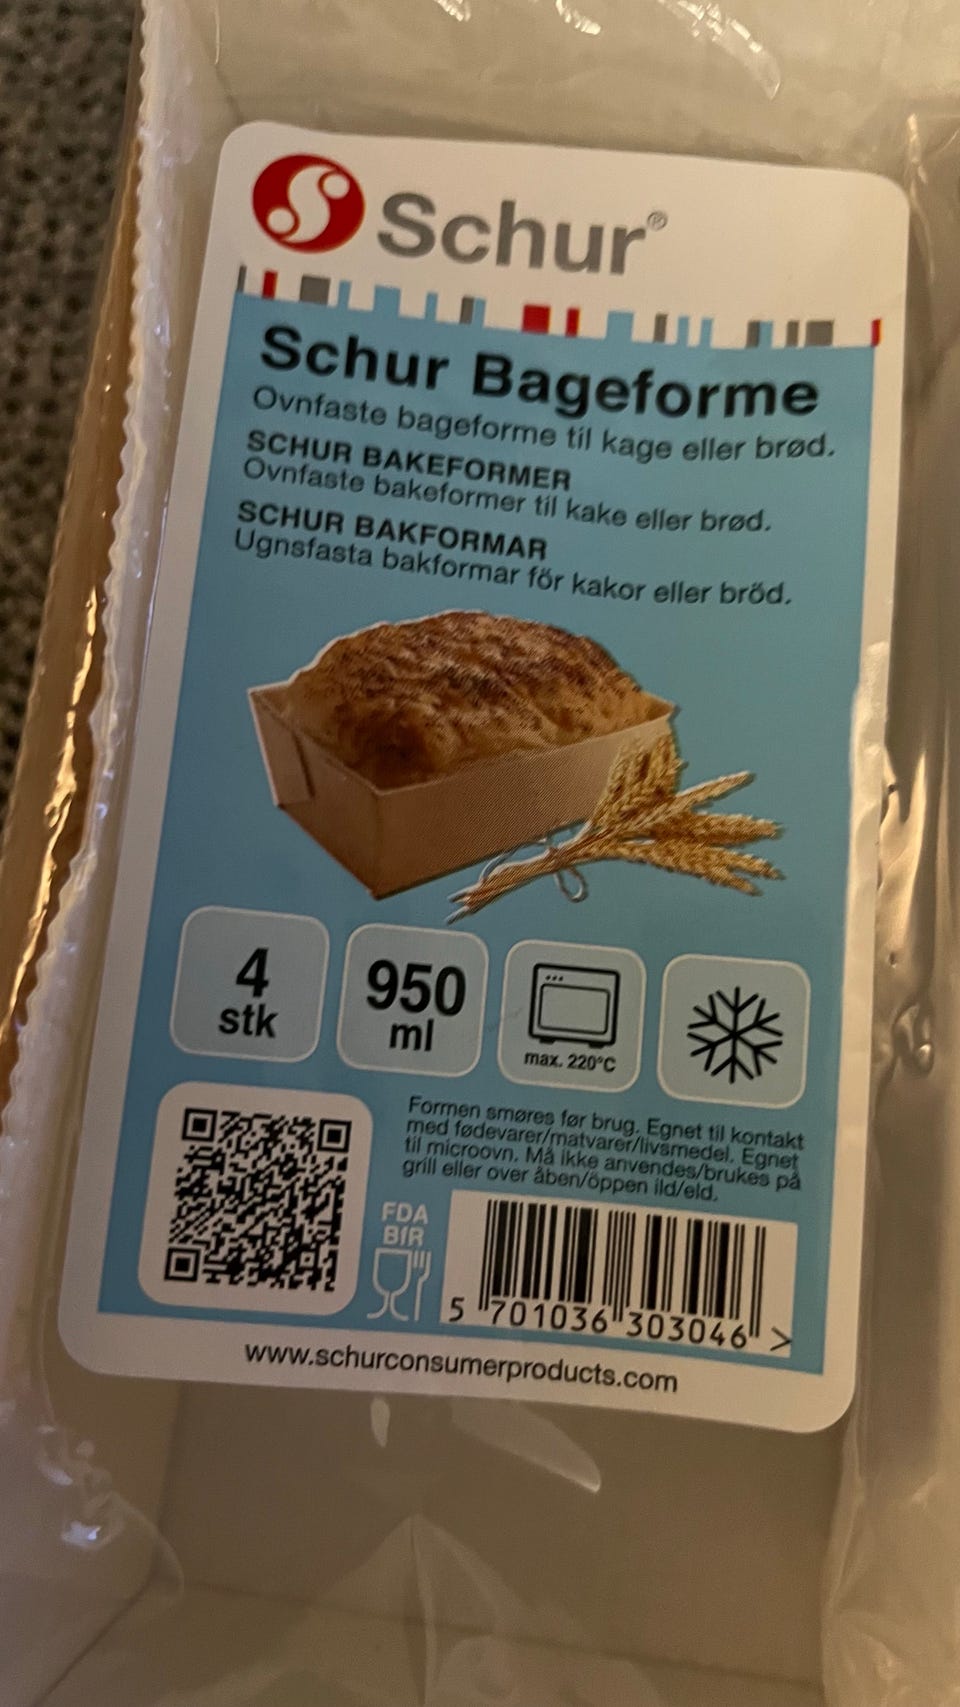 Schur®
Schur Bageforme
Ovnfaste bageforme til kage eller brød.
SCHUR BAKEFORMER
Ovnfaste bakeformer til kake eller brød.
SCHUR BAKFORMAR
Ugnsfasta bakformar för kakor eller bröd.
4
stk
950
ml
max. 220°C
Formen smøres før brug. Egnet til kontakt
med fødevarer/matvarer/livsmedel. Egnet
til microovn. Må ikke anvendes/brukes på
grill eller over åben/öppen ild/eld.
FDA
BfR
5 701036 303046 >
www.schurconsumerproducts.com